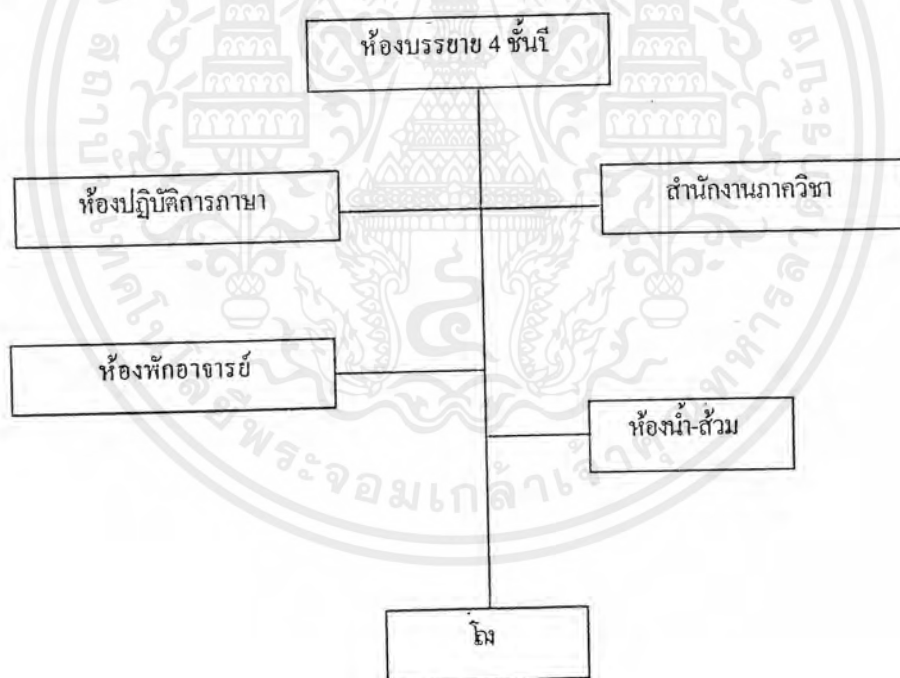 ห้องบรรยาย 4 ชั้นปี
ห้องปฏิบัติการภาษา
สำนักงานภาควิชา
ห้องพักอาจารย์
ห้องน้ำ-ส้วม
โถง